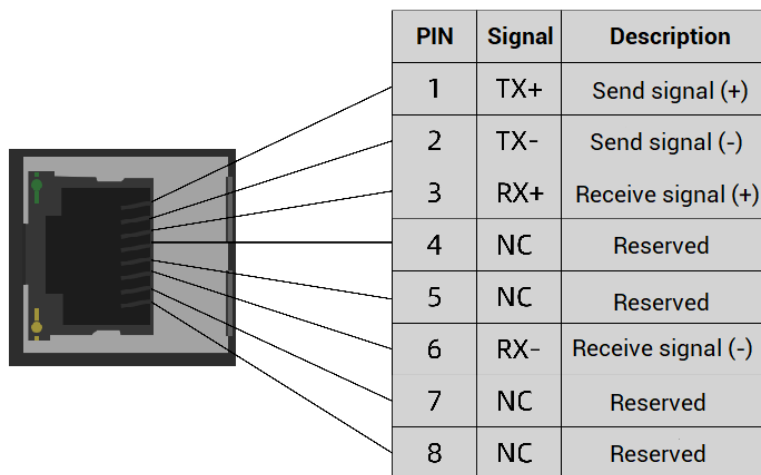 PIN Signal Description
1 TX+ Send signal (+)
2 TX- Send signal (-)
3 RX+ Receive signal (+)
4 NC Reserved
5 NC Reserved
6 RX- Receive signal (-)
7 NC Reserved
8 NC Reserved